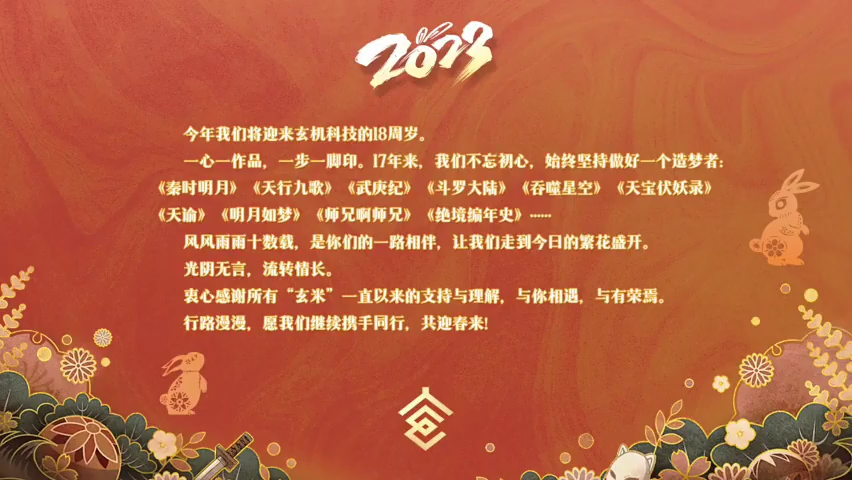 2023
今年我们将迎来玄机科技的18周岁。
一心一作品，一步一脚印。17年来，我们不忘初心，始终坚持做好一个造梦者：
《秦时明月》《天行九歌》《武庚纪》《斗罗大陆》《吞噬星空》《天宝伏妖录》
《天谕》《明月如梦》《师兄啊师兄》《绝境编年史》……
风风雨雨十数载，是你们的一路相伴，让我们走到今日的繁花盛开。
光阴无言，流转情长。
衷心感谢所有“玄米”一直以来的支持与理解，与你相遇，与有荣焉。
行路漫漫，愿我们继续携手同行，共迎春来！